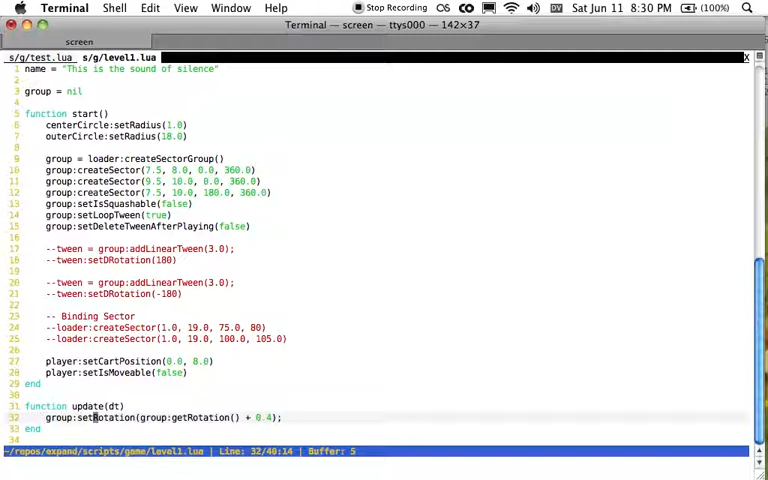 Terminal Shell Edit View Window Help Stop Recording Sat Jun 11 8:30 PM (100%)
Terminal — screen — ttys000 — 142×37
screen
s/g/test.lua s/g/level1.lua X
1 name = "This is the sound of silence"
2
3 group = nil
4
5 function start()
6 centerCircle:setRadius(1.0)
7 outerCircle:setRadius(18.0)
8
9 group = loader:createSectorGroup()
10 group:createSector(7.5, 8.0, 0.0, 360.0)
11 group:createSector(9.5, 10.0, 0.0, 360.0)
12 group:createSector(7.5, 10.0, 180.0, 360.0)
13 group:setIsSquashable(false)
14 group:setLoopTween(true)
15 group:setDeleteTweenAfterPlaying(false)
16
17 --tween = group:addLinearTween(3.0);
18 --tween:setDRotation(180)
19
20 --tween = group:addLinearTween(3.0);
21 --tween:setDRotation(-180)
22
23 -- Binding Sector
24 --loader:createSector(1.0, 19.0, 75.0, 80)
25 --loader:createSector(1.0, 19.0, 100.0, 105.0)
26
27 player:setCartPosition(0.0, 8.0)
28 player:setIsMoveable(false)
29 end
30
31 function update(dt)
32 group:setRotation(group:getRotation() + 0.4);
33 end
34
~/repos/expand/scripts/game/level1.lua | Line: 32/40:14 | Buffer: 5